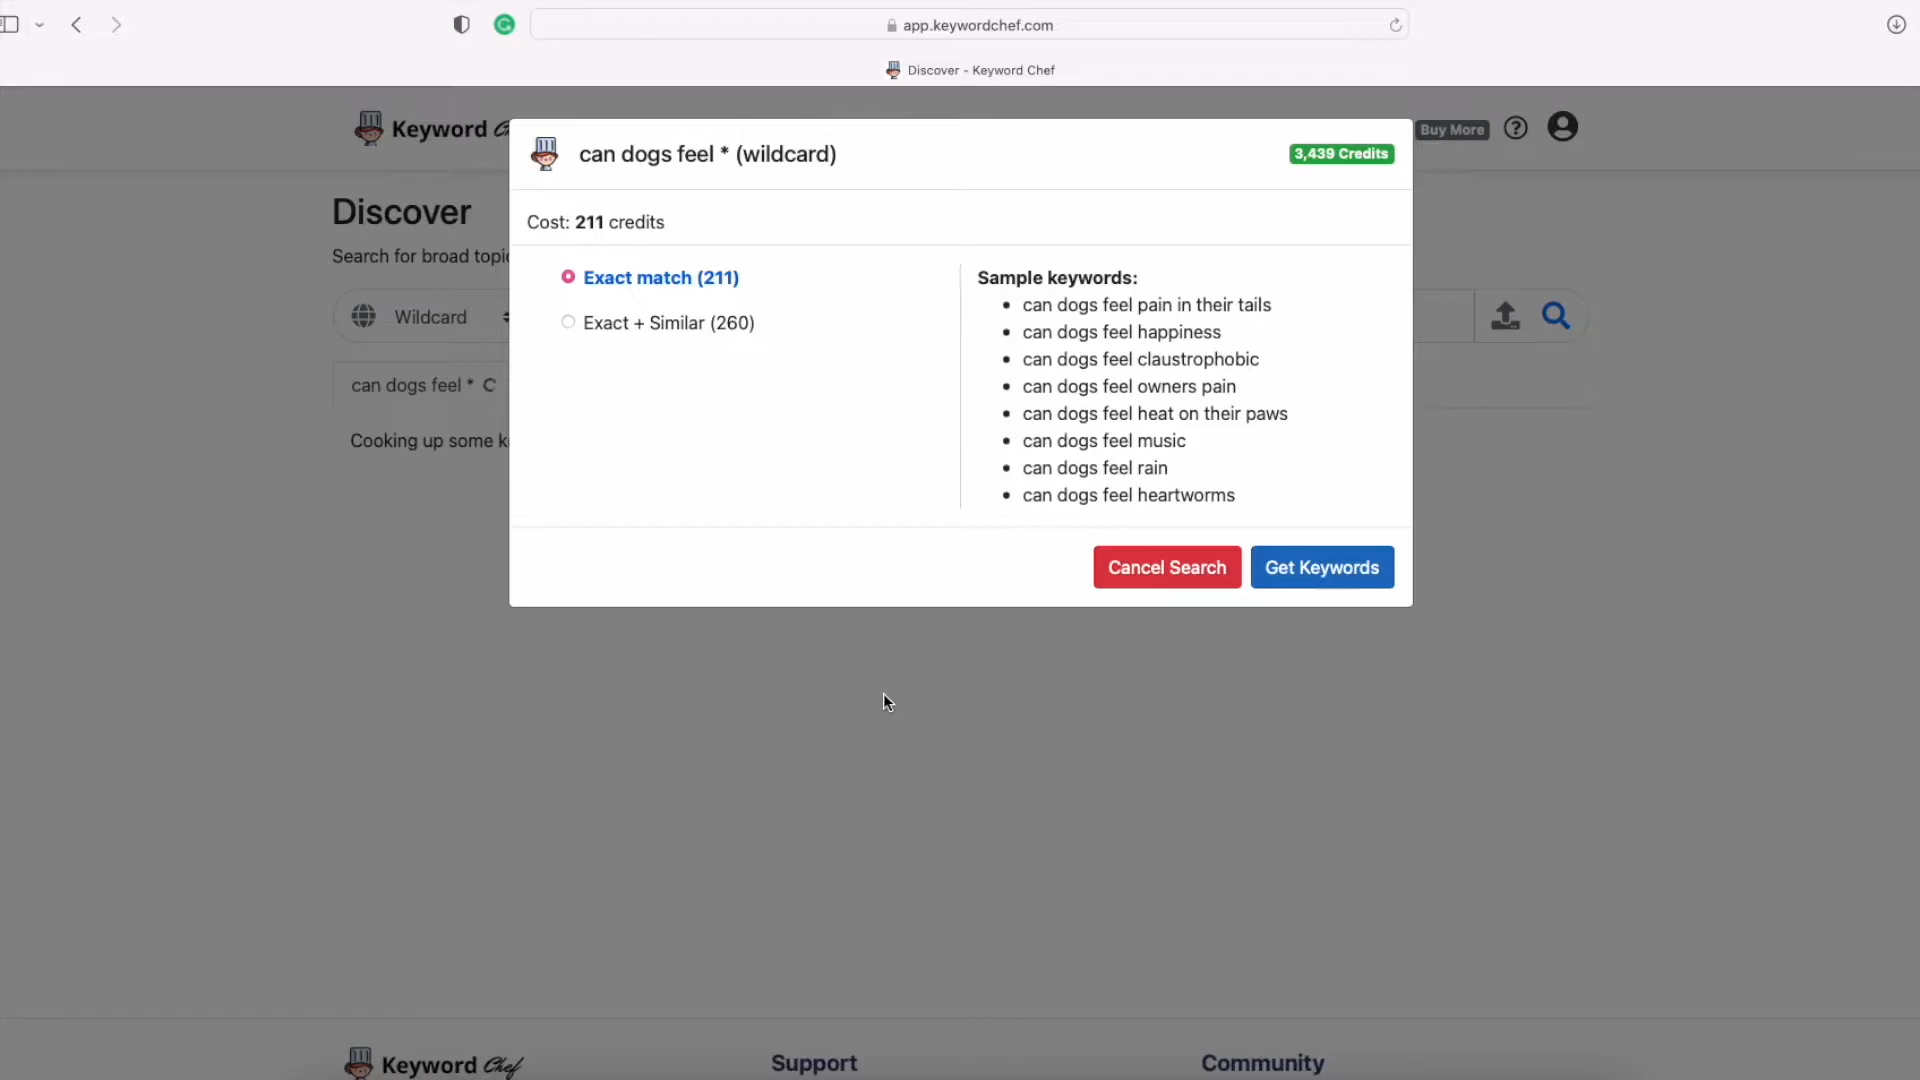 app.keywordchef.com
Discover - Keyword Chef
Keyword
Buy More
can dogs feel * (wildcard)
3,439 Credits
Discover
Search for broad
Cost: 211 credits
Wildcard
Exact match (211)
Exact + Similar (260)
Sample keywords:
can dogs feel pain in their tails
can dogs feel happiness
can dogs feel claustrophobic
can dogs feel owners pain
can dogs feel heat on their paws
can dogs feel music
can dogs feel rain
can dogs feel heartworms
can dogs feel *
Cooking up some
Cancel Search
Get Keywords
Keyword Chef
Support
Community